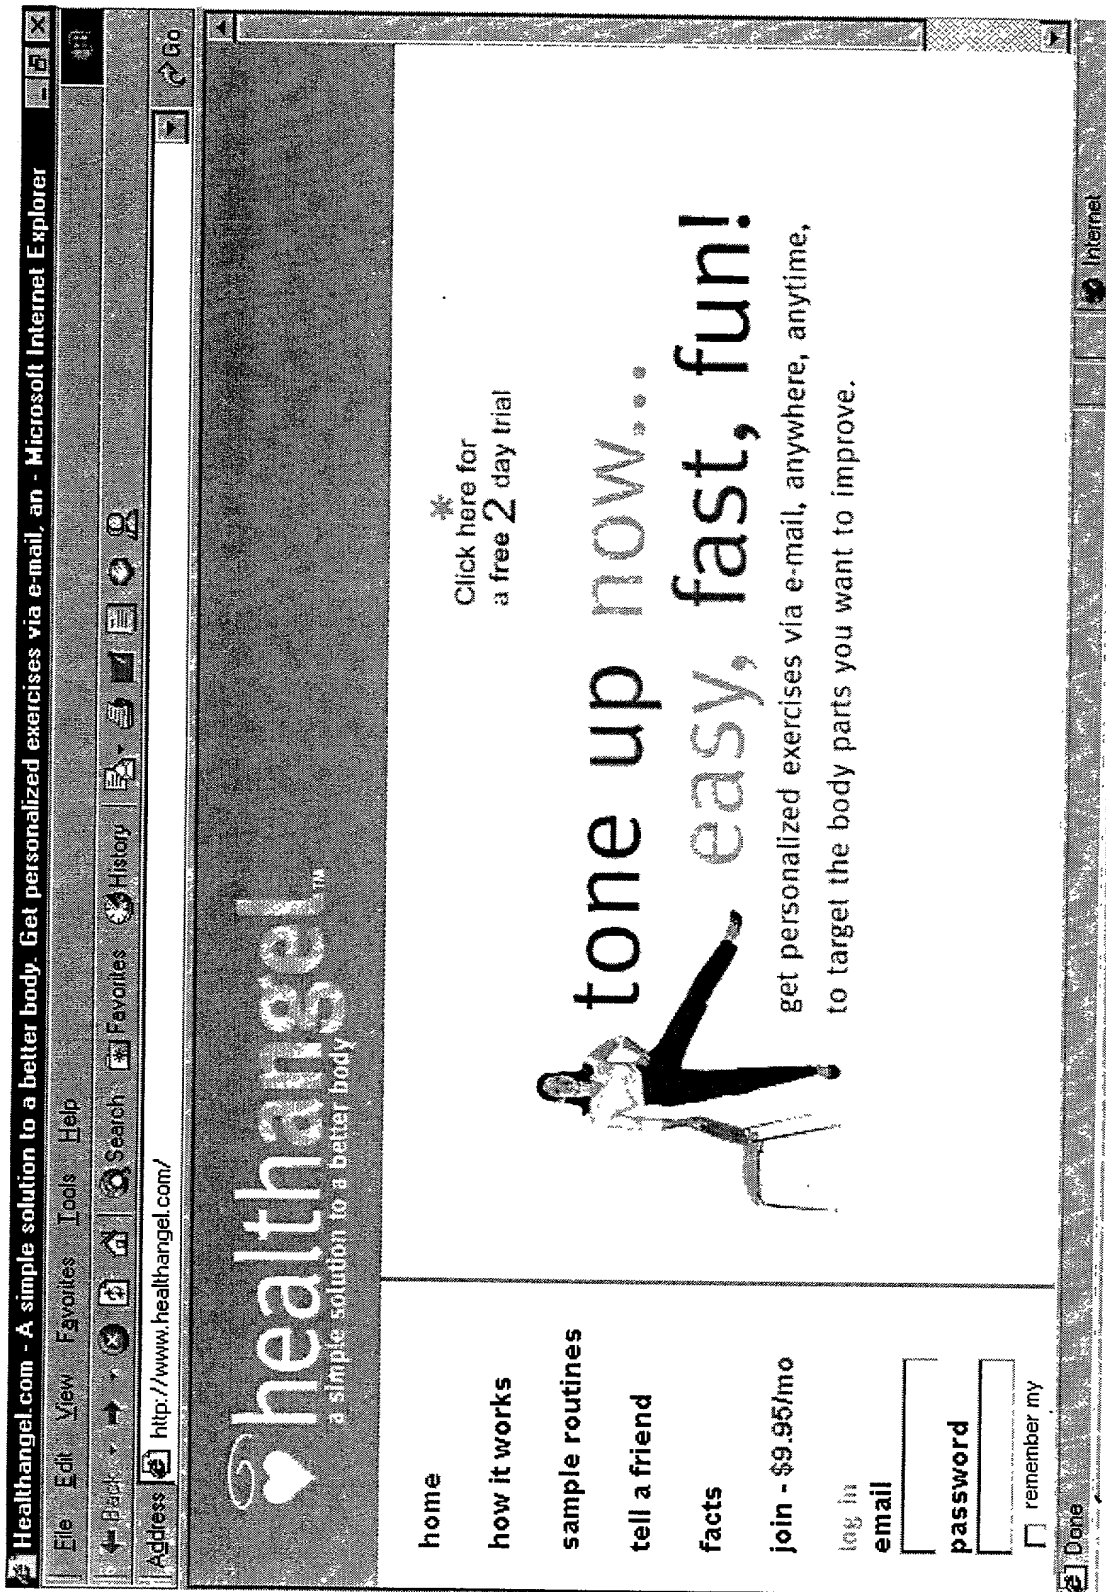 Healthangel.com - A simple solution to a better body. Get personalized exercises via e-mail, an - Microsoft Internet Explorer
File Edit View Favorites Tools Help
Back Search Favorites History
Address http://www.healthangel.com/ Go
healthangel™
a simple solution to a better body
home
how it works
sample routines
tell a friend
facts
join - $9.95/mo
log in
email
password
remember my
*
Click here for
a free 2 day trial
tone up now...
easy, fast, fun!
get personalized exercises via e-mail, anywhere, anytime,
to target the body parts you want to improve.
Done Internet